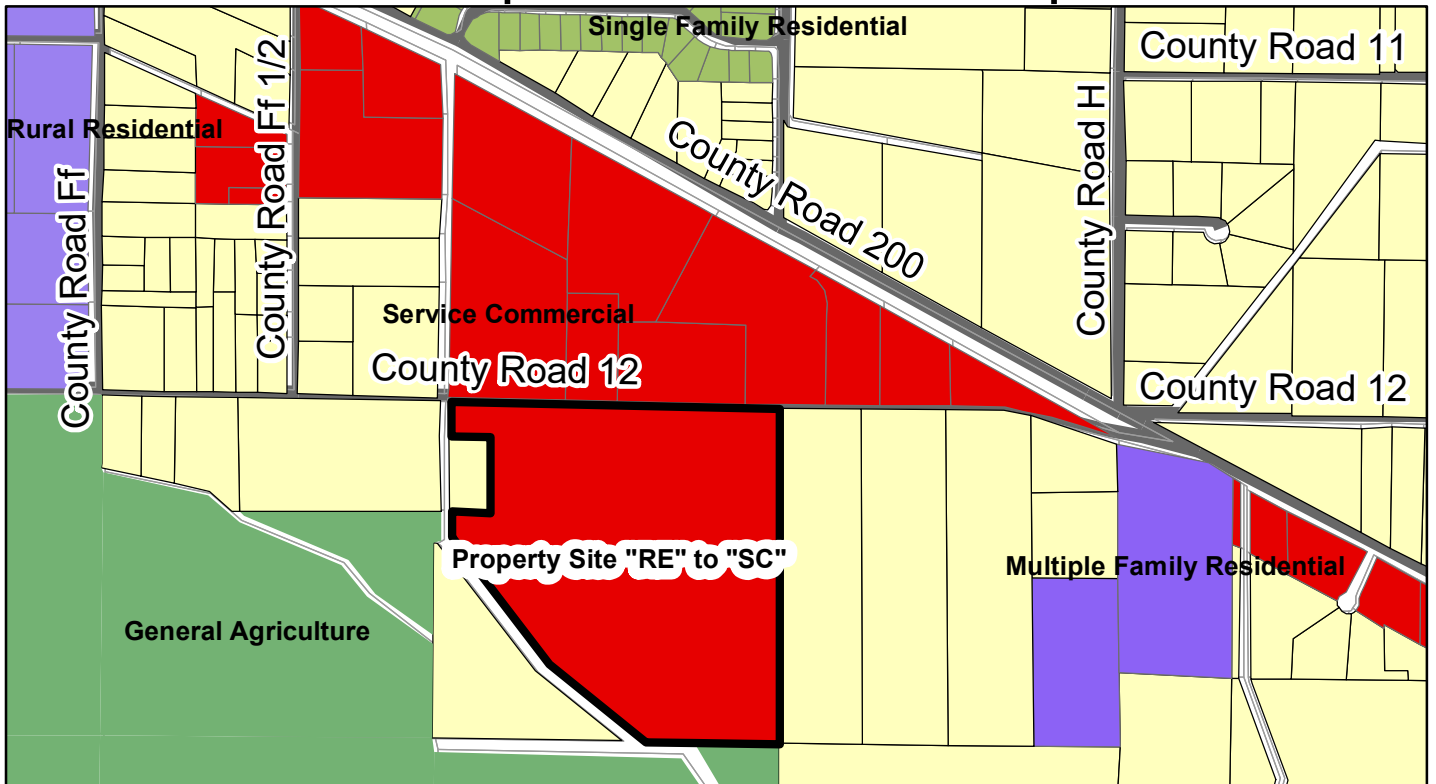 Single Family Residential
County Road 11
Rural Residential
County Road Ff
County Road Ff 1/2
County Road H
County Road 200
Service Commercial
County Road 12
County Road 12
Property Site "RE" to "SC"
Multiple Family Residential
General Agriculture